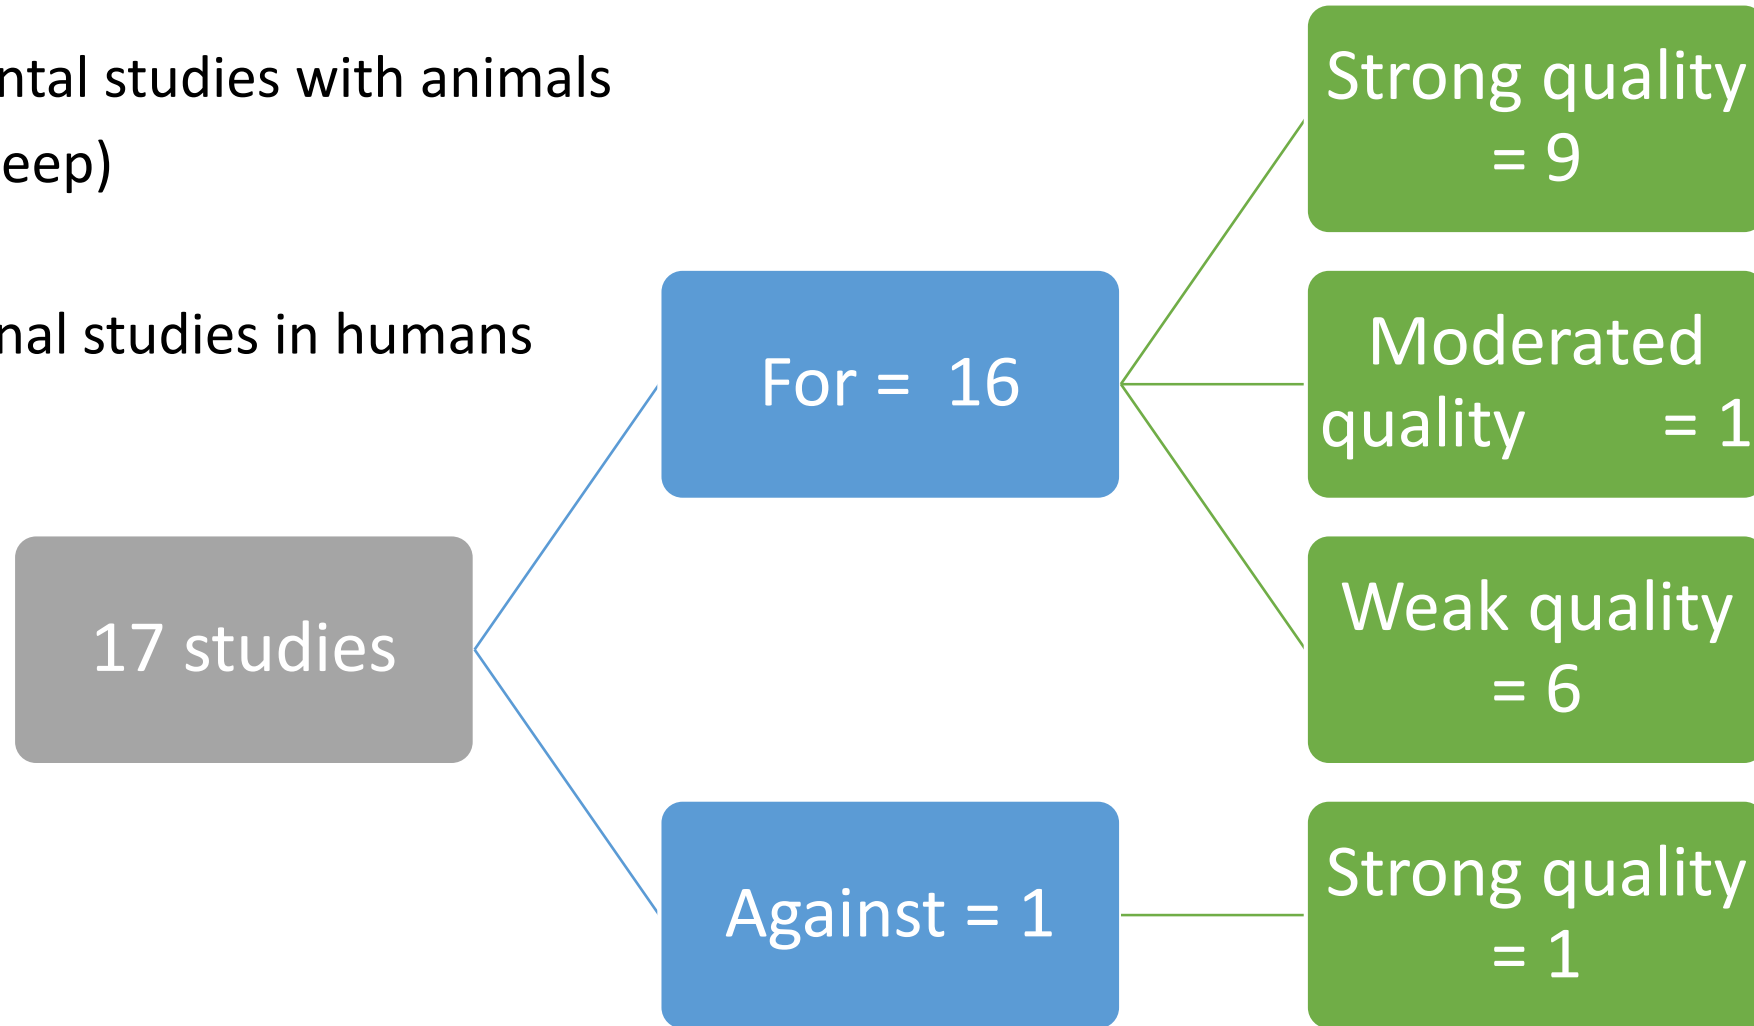 ntal studies with animals
eep)
nal studies in humans
17 studies
For =  16
Against = 1
Strong quality
= 9
Moderated
quality = 1
Weak quality
= 6
Strong quality
= 1